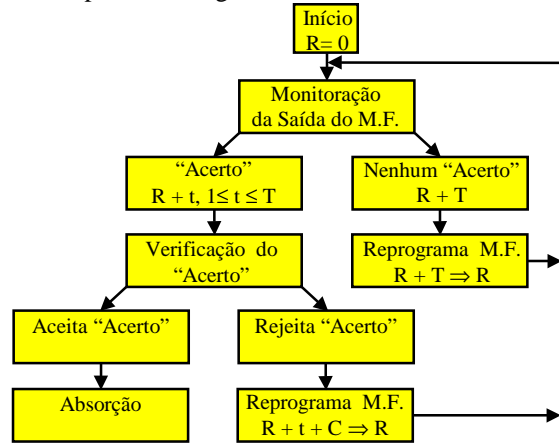 Início
R= 0
Monitoração
da Saída do M.F.
“Acerto”
R + t, 1≤ t ≤ T
Nenhum “Acerto”
R + T
Verificação do
“Acerto”
Reprograma M.F.
R + T ⇒ R
Aceita “Acerto”
Rejeita “Acerto”
Absorção
Reprograma M.F.
R + t + C ⇒ R